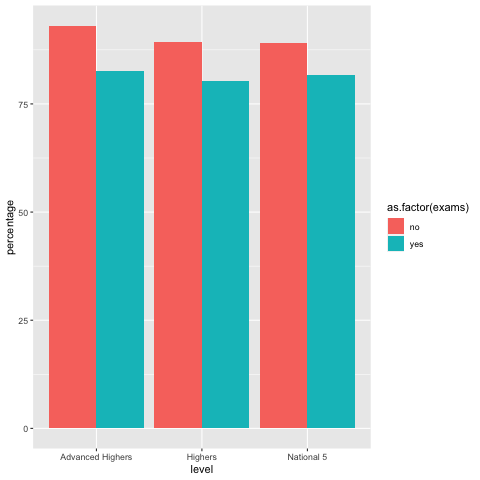 percentage
75
50
25
0
Advanced Highers
Highers
National 5
level
as.factor(exams)
no
yes